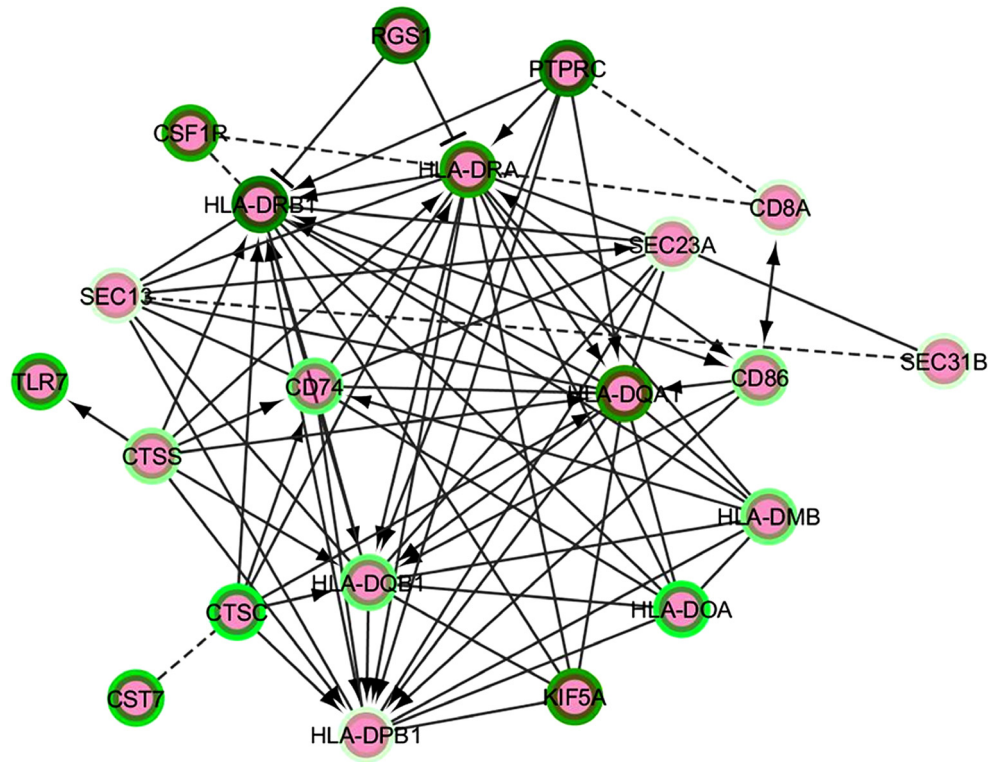 RGS1
PTPRC
CSF1R
HLA-DRA
HLA-DRB1
CD8A
SEC23A
SEC13
SEC31B
TLR7
CD74
HLA-DQA1
CD86
CTSS
HLA-DMB
HLA-DQB1
CTSC
HLA-DOA
CST7
KIF5A
HLA-DPB1